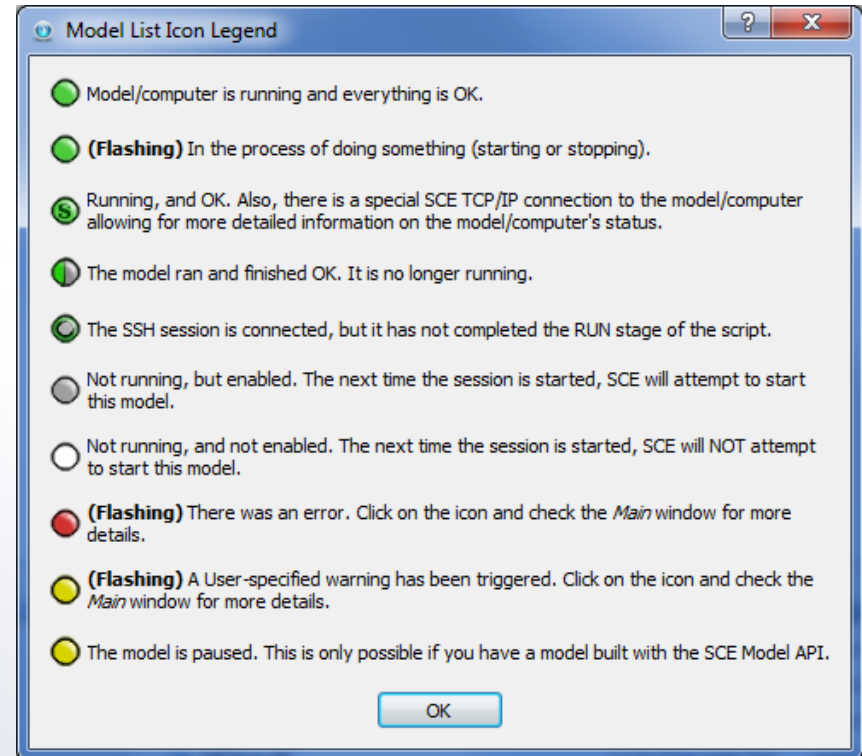 Model List Icon Legend
Model/computer is running and everything is OK.
(Flashing) In the process of doing something (starting or stopping).
S
Running, and OK. Also, there is a special SCE TCP/IP connection to the model/computer
allowing for more detailed information on the model/computer's status.
The model ran and finished OK. It is no longer running.
The SSH session is connected, but it has not completed the RUN stage of the script.
Not running, but enabled. The next time the session is started, SCE will attempt to start
this model.
Not running, and not enabled. The next time the session is started, SCE will NOT attempt
to start this model.
(Flashing) There was an error. Click on the icon and check the Main window for more
details.
(Flashing) A User-specified warning has been triggered. Click on the icon and check the
Main window for more details.
The model is paused. This is only possible if you have a model built with the SCE Model API.
OK